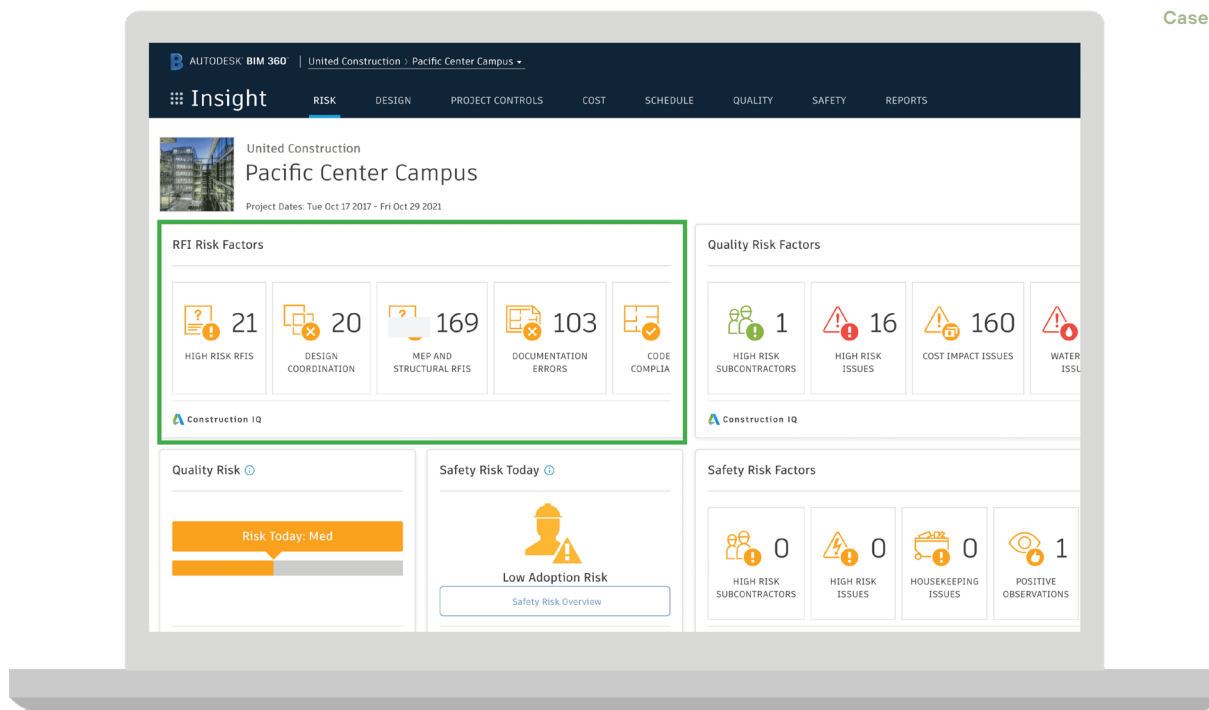 Case
AUTODESK® BIM 360™ | United Construction > Pacific Center Campus
Insight RISK DESIGN PROJECT CONTROLS COST SCHEDULE QUALITY SAFETY REPORTS
United Construction
Pacific Center Campus
Project Dates: Tue Oct 17 2017 - Fri Oct 29 2021
RFI Risk Factors
21
HIGH RISK RFIS
20
DESIGN
COORDINATION
169
MEP AND
STRUCTURAL RFIS
103
DOCUMENTATION
ERRORS
CODE
COMPLIA
Construction IQ
Quality Risk Factors
1
HIGH RISK
SUBCONTRACTORS
16
HIGH RISK
ISSUES
160
COST IMPACT ISSUES
WATER
ISSU
Construction IQ
Quality Risk
Risk Today: Med
Safety Risk Today
Low Adoption Risk
Safety Risk Overview
Safety Risk Factors
0
HIGH RISK
SUBCONTRACTORS
0
HIGH RISK
ISSUES
0
HOUSEKEEPING
ISSUES
1
POSITIVE
OBSERVATIONS